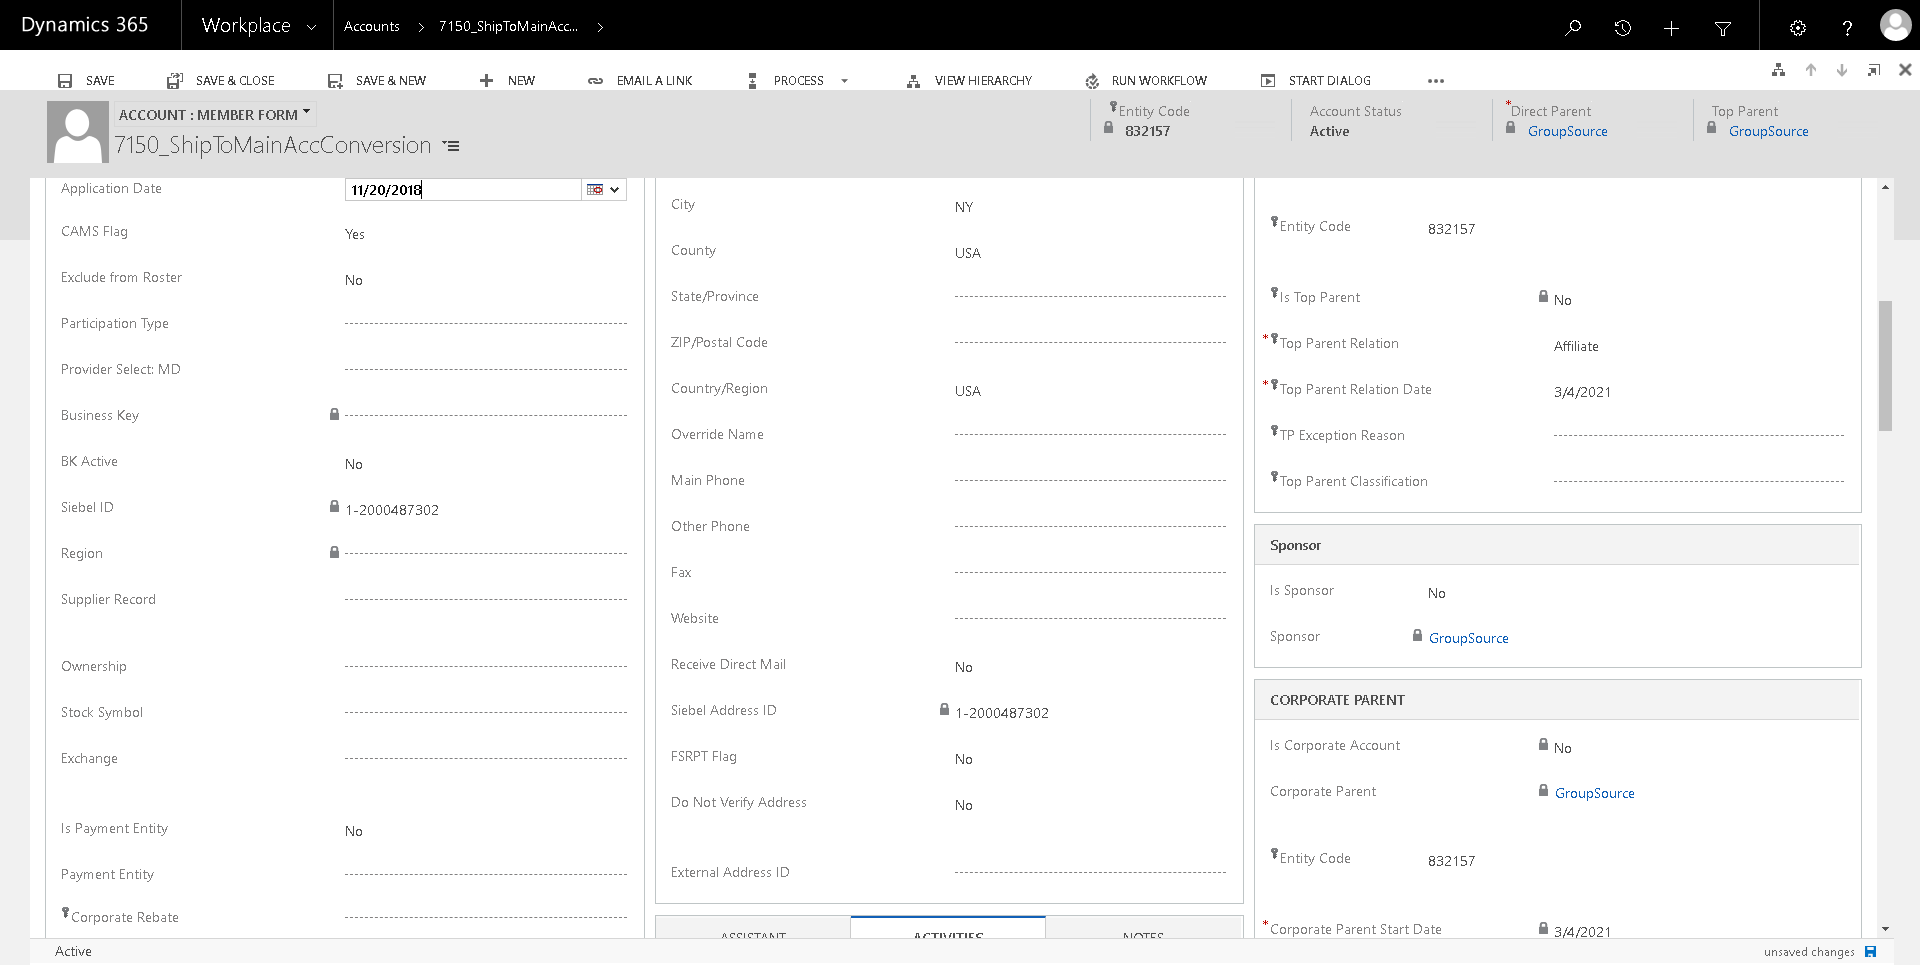 Dynamics 365
Workplace
Accounts > 7150_ShipToMainAcc... >
SAVE
SAVE & CLOSE
SAVE & NEW
NEW
EMAIL A LINK
PROCESS
VIEW HIERARCHY
RUN WORKFLOW
START DIALOG
ACCOUNT : MEMBER FORM
7150_ShipToMainAccConversion
Entity Code
832157
Account Status
Active
*Direct Parent
GroupSource
Top Parent
GroupSource
Application Date 11/20/2018
CAMS Flag Yes
Exclude from Roster No
Participation Type
Provider Select: MD
Business Key
BK Active No
Siebel ID 1-2000487302
Region
Supplier Record
Ownership
Stock Symbol
Exchange
Is Payment Entity No
Payment Entity
Corporate Rebate
City NY
County USA
State/Province
ZIP/Postal Code
Country/Region USA
Override Name
Main Phone
Other Phone
Fax
Website
Receive Direct Mail No
Siebel Address ID 1-2000487302
FSRPT Flag No
Do Not Verify Address No
External Address ID
ASSISTANT ACTIVITIES NOTES
Entity Code 832157
Is Top Parent No
*Top Parent Relation Affiliate
*Top Parent Relation Date 3/4/2021
TP Exception Reason
Top Parent Classification
Sponsor
Is Sponsor No
Sponsor GroupSource
CORPORATE PARENT
Is Corporate Account No
Corporate Parent GroupSource
Entity Code 832157
*Corporate Parent Start Date 3/4/2021
Active
unsaved changes